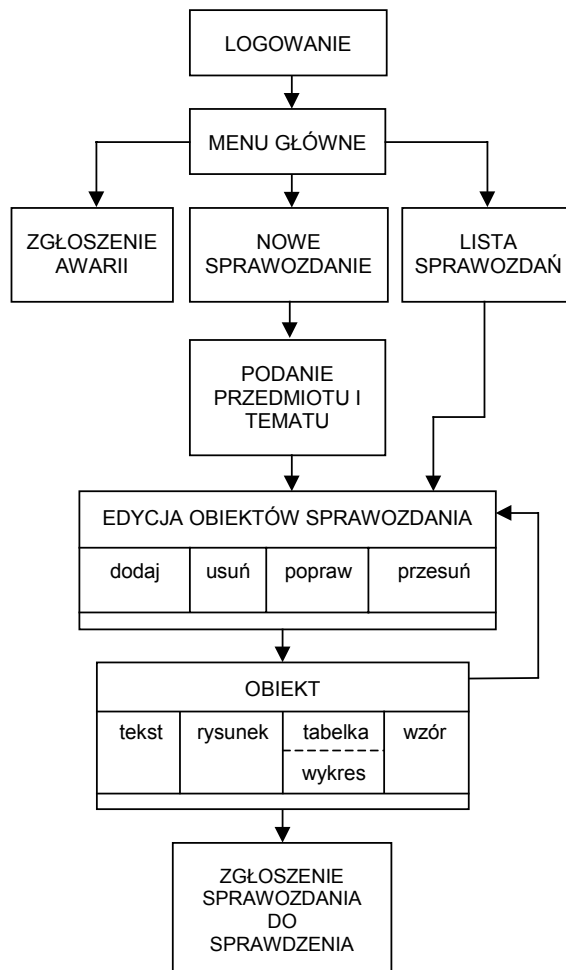 LOGOWANIE
MENU GŁÓWNE
ZGŁOSZENIE
AWARII
NOWE
SPRAWOZDANIE
LISTA
SPRAWOZDAŃ
PODANIE
PRZEDMIOTU I
TEMATU
EDYCJA OBIEKTÓW SPRAWOZDANIA
dodaj
usuń
popraw
przesuń
OBIEKT
tekst
rysunek
tabelka
wykres
wzór
ZGŁOSZENIE
SPRAWOZDANIA
DO
SPRAWDZENIA